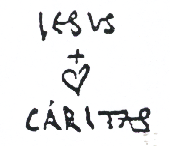 IESVS
+
♡
CÁRITAS